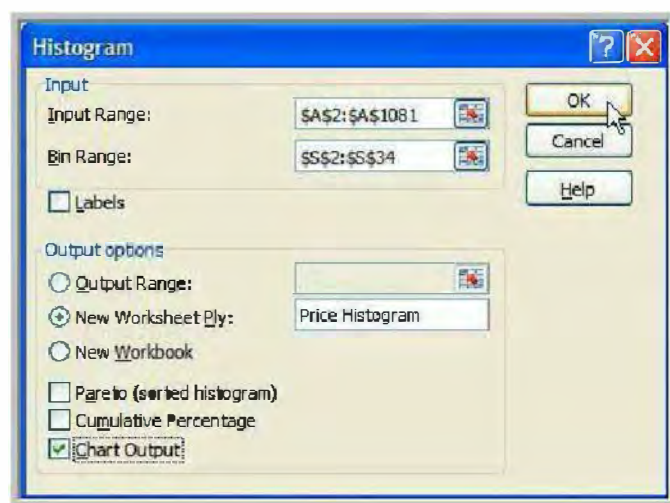 Histogram
Input
Input Range: $A$2:$A$1081
Bin Range: $S$2:$S$34
Labels
OK
Cancel
Help
Output options
Output Range:
New Worksheet Ply: Price Histogram
New Workbook
Pareto (sorted histogram)
Cumulative Percentage
Chart Output